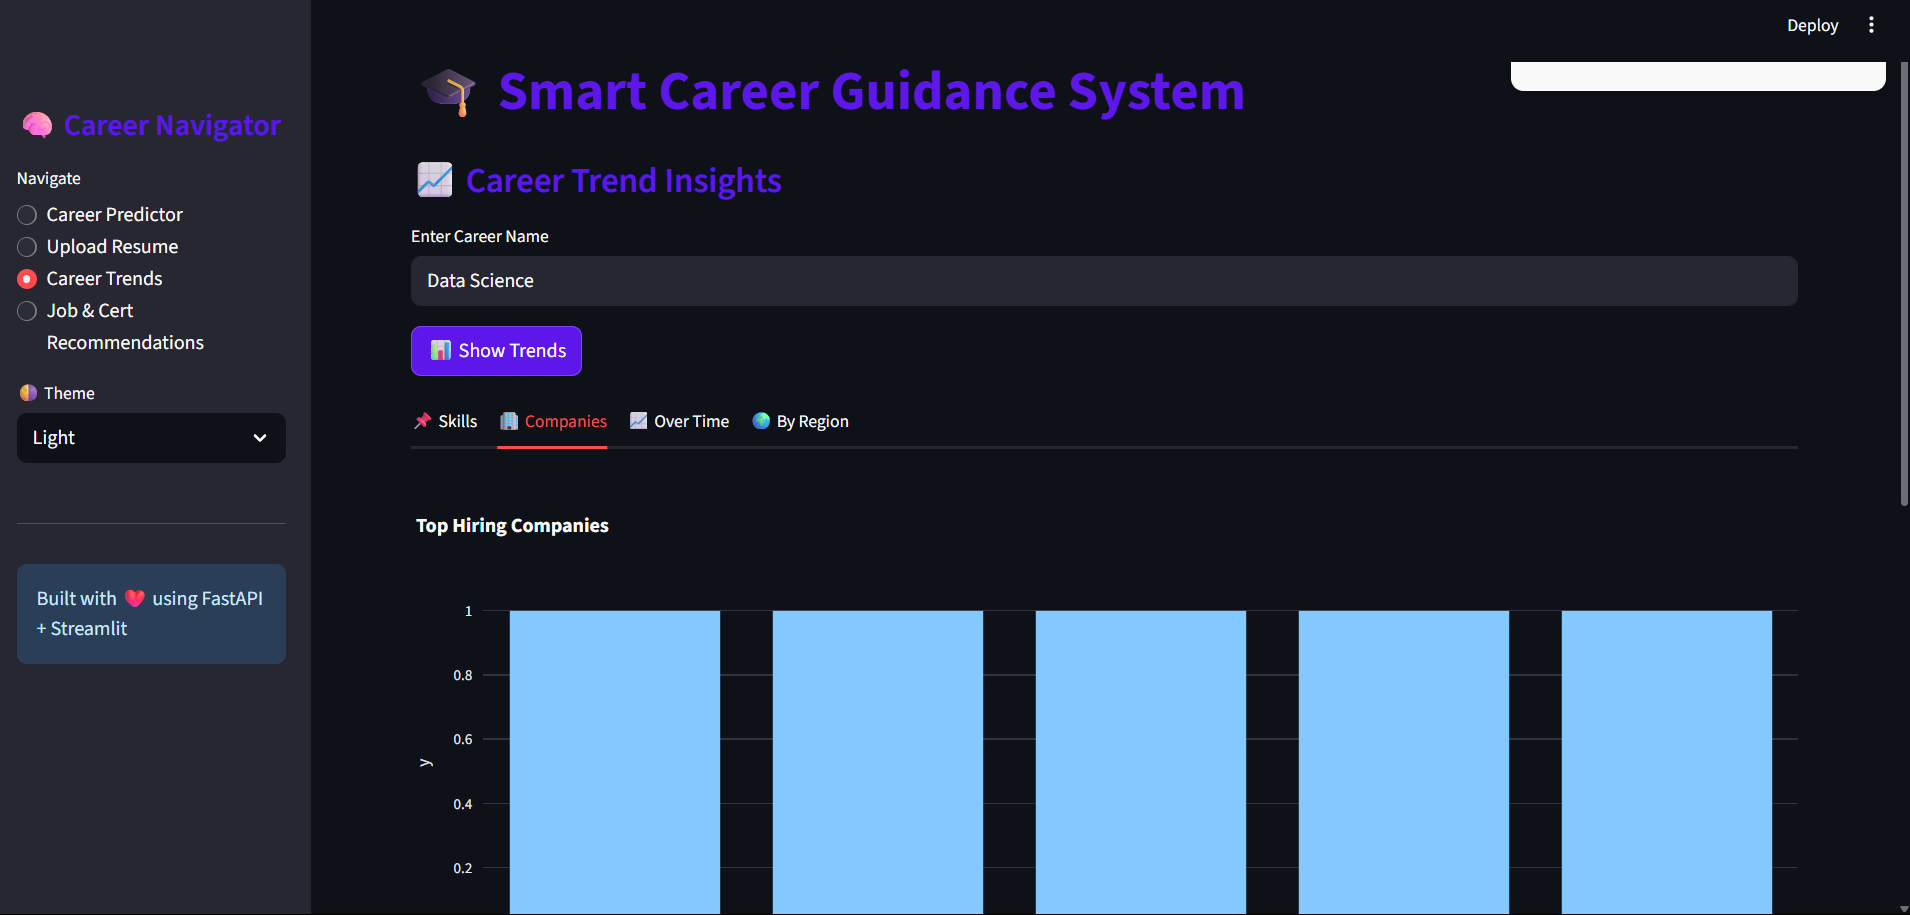 Deploy
Career Navigator
Navigate
Career Predictor
Upload Resume
Career Trends
Job & Cert
Recommendations
Theme
Light
Built with ❤️ using FastAPI
+ Streamlit
Smart Career Guidance System
Career Trend Insights
Enter Career Name
Data Science
Show Trends
Skills
Companies
Over Time
By Region
Top Hiring Companies
1
0.8
0.6
y
0.4
0.2